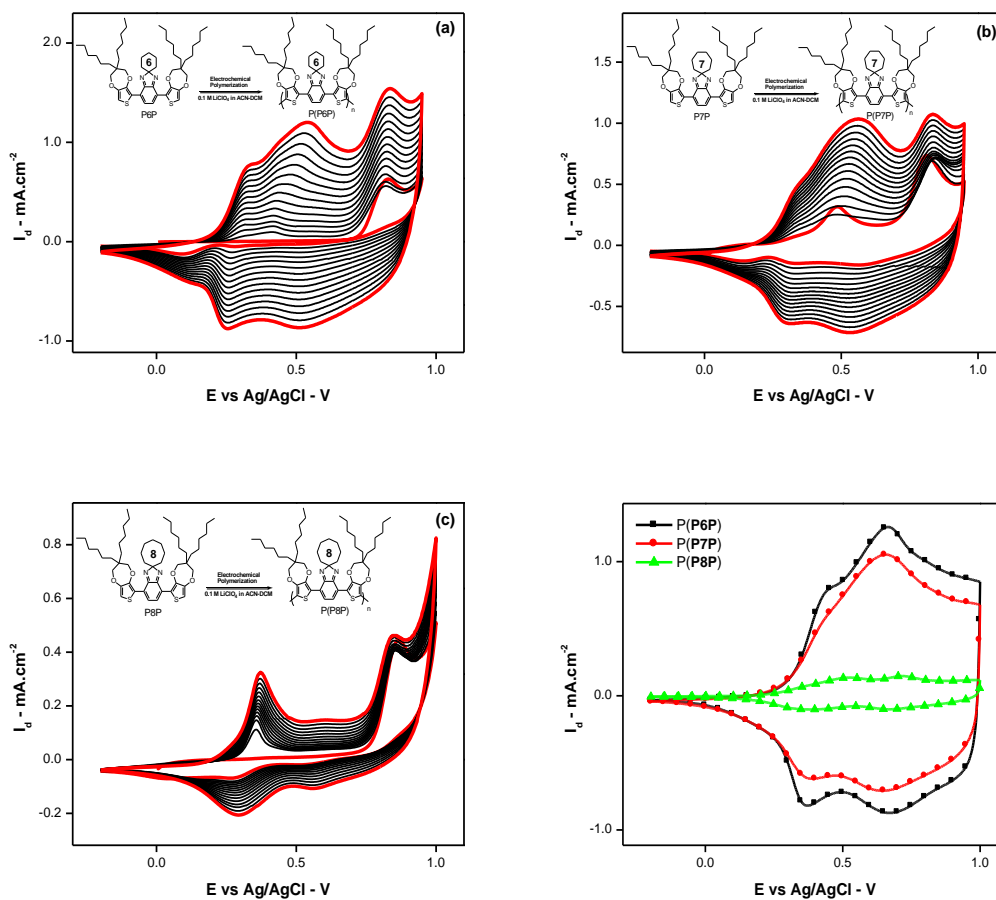 (a)
2.0
1.0
0.0
-1.0
I_d - mA.cm⁻²
0.0 0.5 1.0
E vs Ag/AgCl - V
6
O O N N O O
S S
P6P
Electrochemical
Polymerization
0.1 M LiClO₄ in ACN-DCM
6
O O N N O O
S S
n
P(P6P)
(b)
1.5
1.0
0.5
0.0
-0.5
I_d - mA.cm⁻²
0.0 0.5 1.0
E vs Ag/AgCl - V
7
O O N N O O
S S
P7P
Electrochemical
Polymerization
0.1 M LiClO₄ in ACN-DCM
7
O O N N O O
S S
n
P(P7P)
(c)
0.8
0.6
0.4
0.2
0.0
-0.2
I_d - mA.cm⁻²
0.0 0.5 1.0
E vs Ag/AgCl - V
8
O O N N O O
S S
P8P
Electrochemical
Polymerization
0.1 M LiClO₄ in ACN-DCM
8
O O N N O O
S S
n
P(P8P)
P(P6P)
P(P7P)
P(P8P)
1.0
0.0
-1.0
I_d - mA.cm⁻²
0.0 0.5 1.0
E vs Ag/AgCl - V